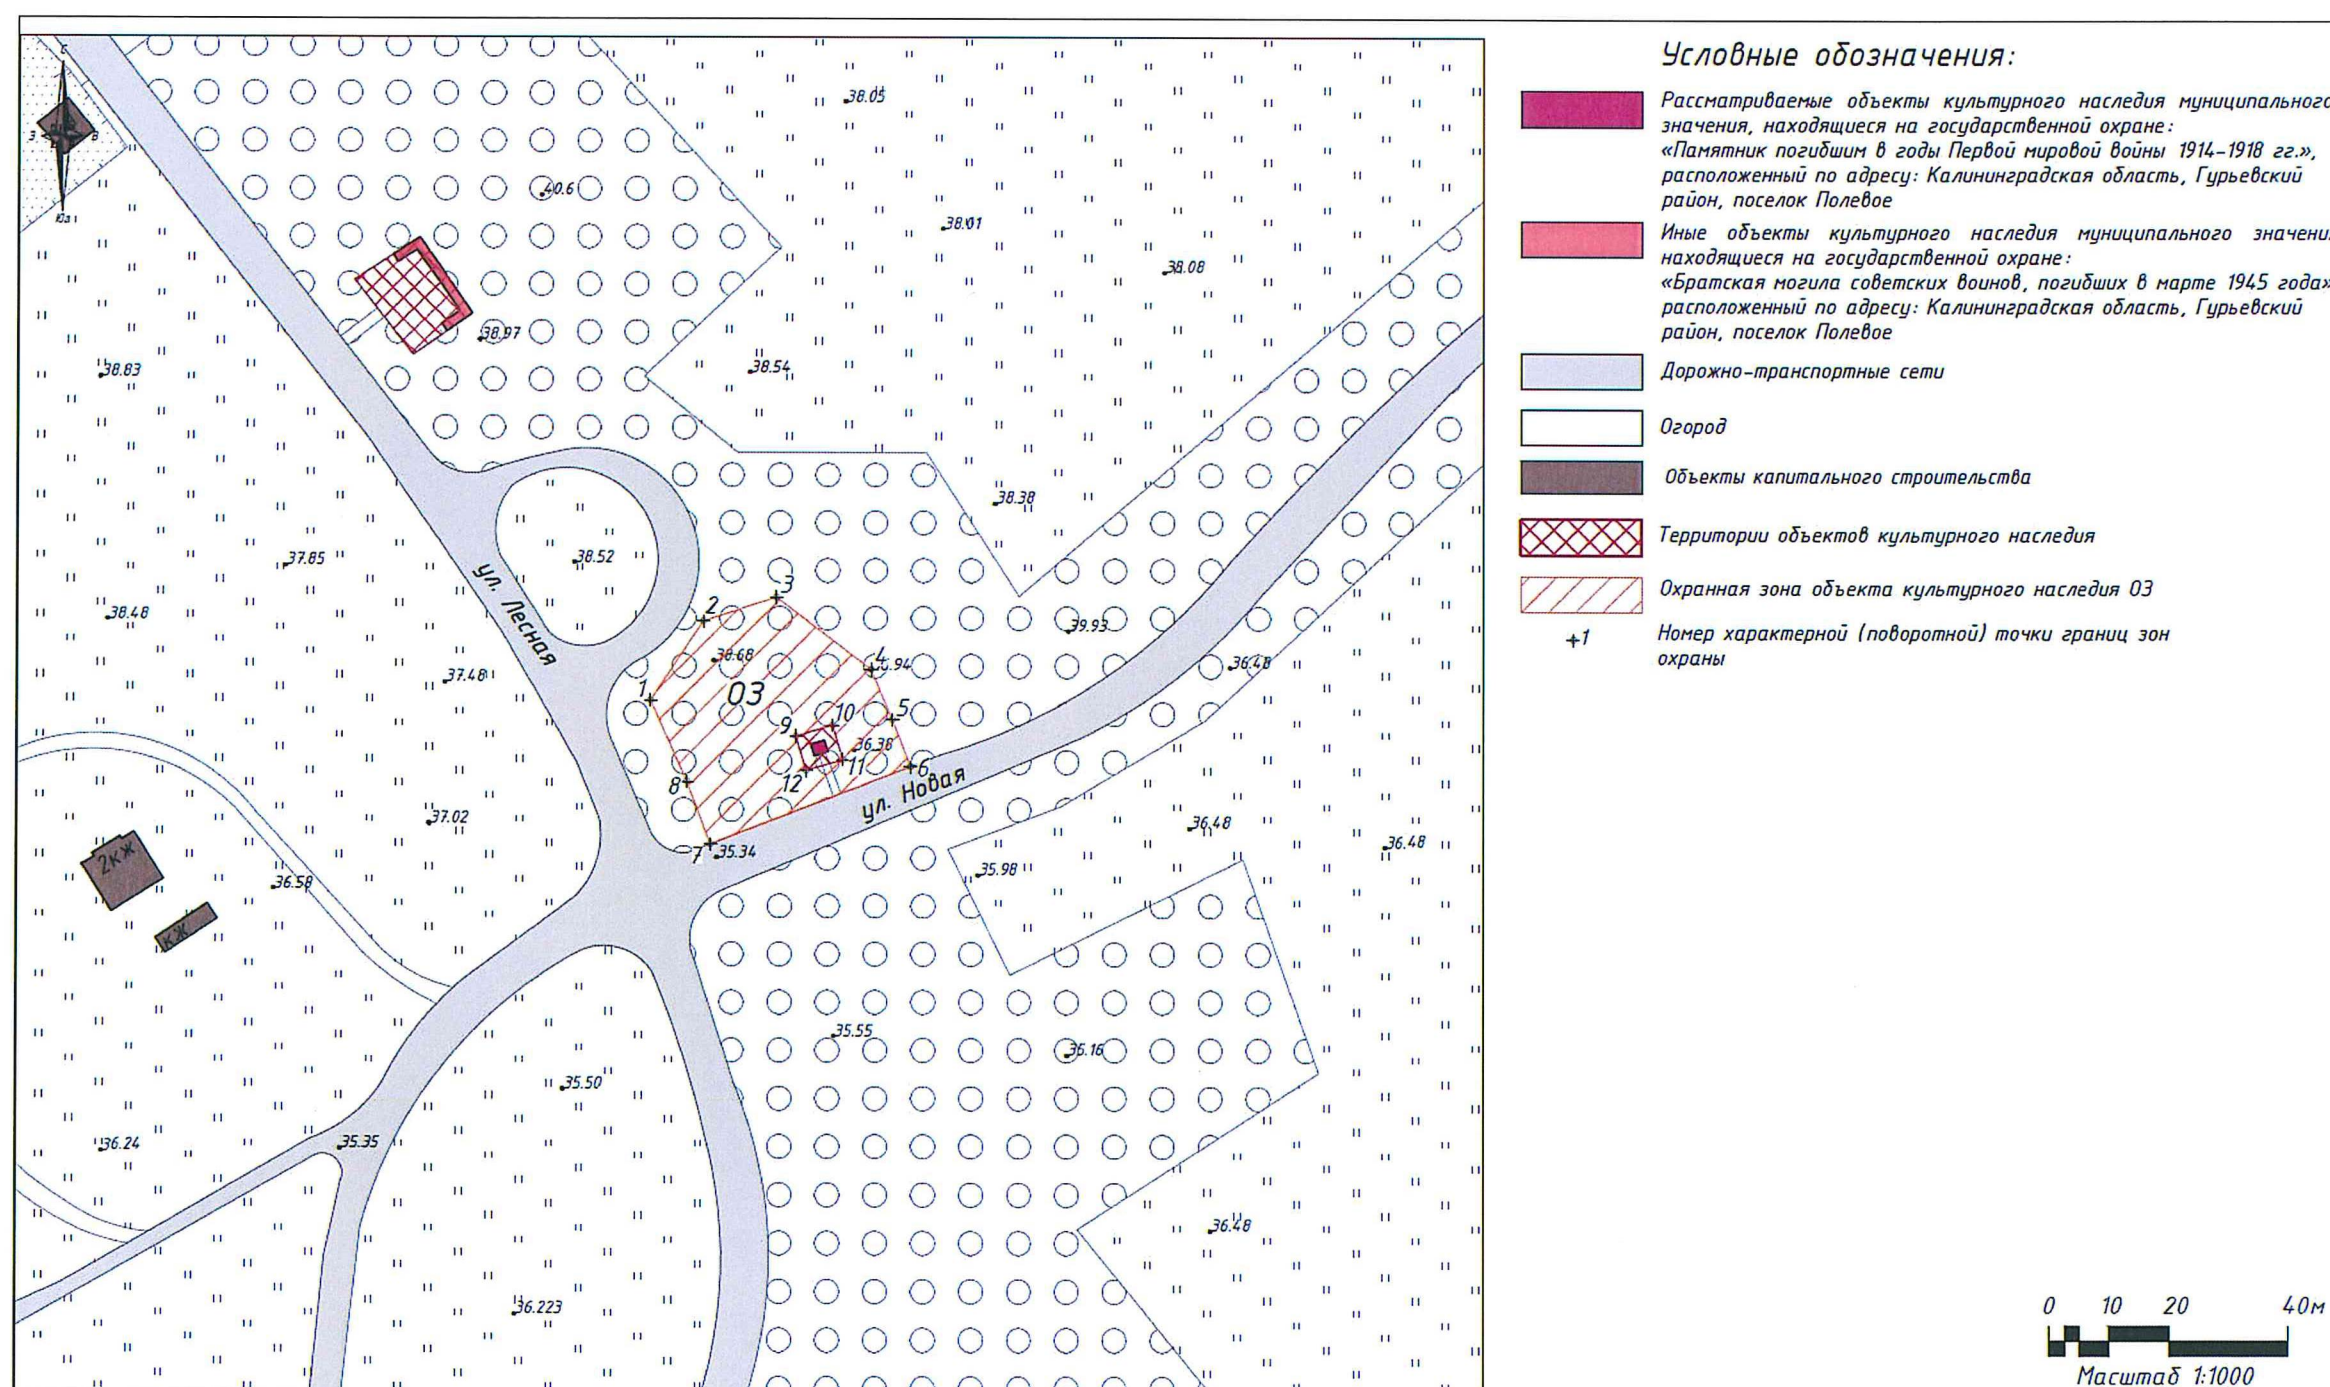 Условные обозначения:
Рассматриваемые объекты культурного наследия муниципального
значения, находящиеся на государственной охране:
«Памятник погибшим в годы Первой мировой войны 1914-1918 гг.»,
расположенный по адресу: Калининградская область, Гурьевский
район, поселок Полевое
Иные объекты культурного наследия муниципального значения
находящиеся на государственной охране:
«Братская могила советских воинов, погибших в марте 1945 года»
расположенный по адресу: Калининградская область, Гурьевский
район, поселок Полевое
Дорожно-транспортные сети
Огород
Объекты капитального строительства
Территории объектов культурного наследия
Охранная зона объекта культурного наследия ОЗ
+1
Номер характерной (поворотной) точки границ зон
охраны
0 10 20 40м
Масштаб 1:1000
С
З
В
38.05
40.6
38.01
38.08
38.97
38.83
38.54
38.38
38.52
37.85
ул. Лесная
38.48
3
2
39.93
38.68
4
36.48
37.48
1
ОЗ
5
10
9
36.38
11
6
12
8
ул. Новая
37.02
36.48
36.48
7
35.34
2КЖ
35.98
36.58
КЖ
35.55
35.50
36.24
35.35
36.48
36.223